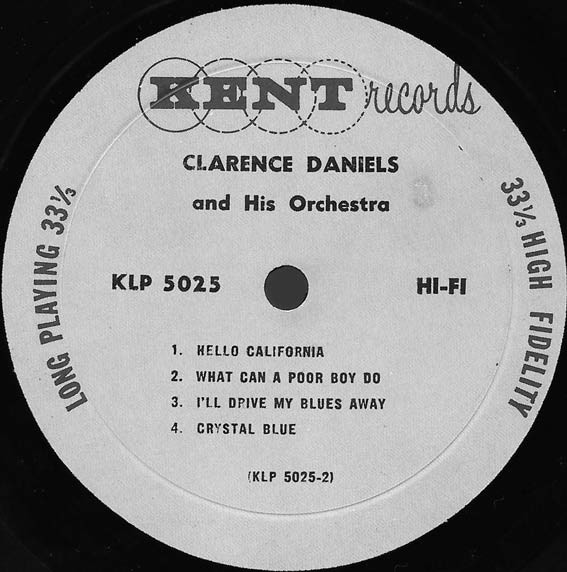 KENT records
CLARENCE DANIELS
and His Orchestra
LONG PLAYING 33⅓
33⅓ HIGH FIDELITY
KLP 5025
HI-FI
1. HELLO CALIFORNIA
2. WHAT CAN A POOR BOY DO
3. I'LL DRIVE MY BLUES AWAY
4. CRYSTAL BLUE
(KLP 5025-2)